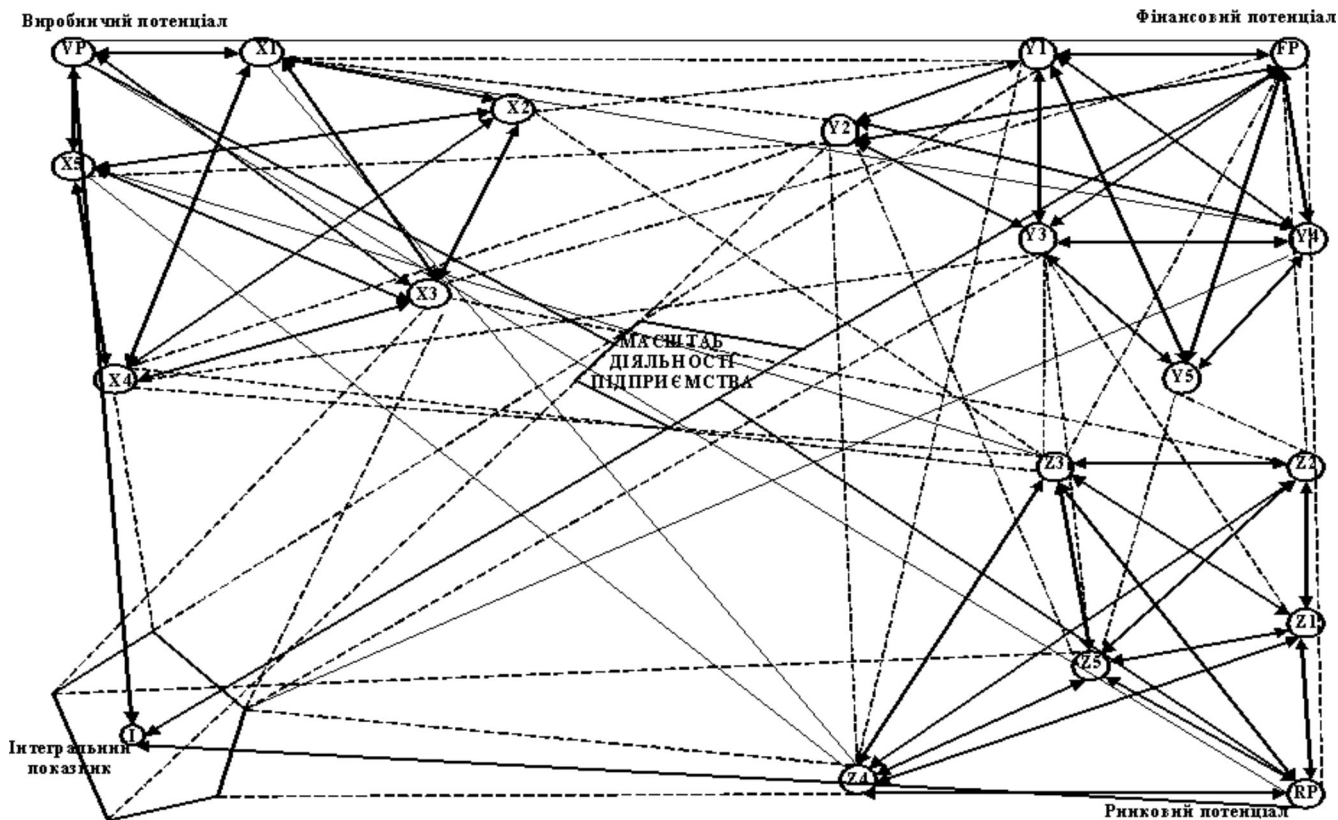 Виробничий потенціал
Фінансовий потенціал
VP
X1
Y1
FP
X2
Y2
X5
Y3
Y4
X3
МАСШТАБ
ДІЯЛЬНОСТІ
ПІДПРИЄМСТВА
X4
Y5
Z3
Z2
Z1
Z5
I
Інтегральний
показник
Z4
RP
Ринковий потенціал